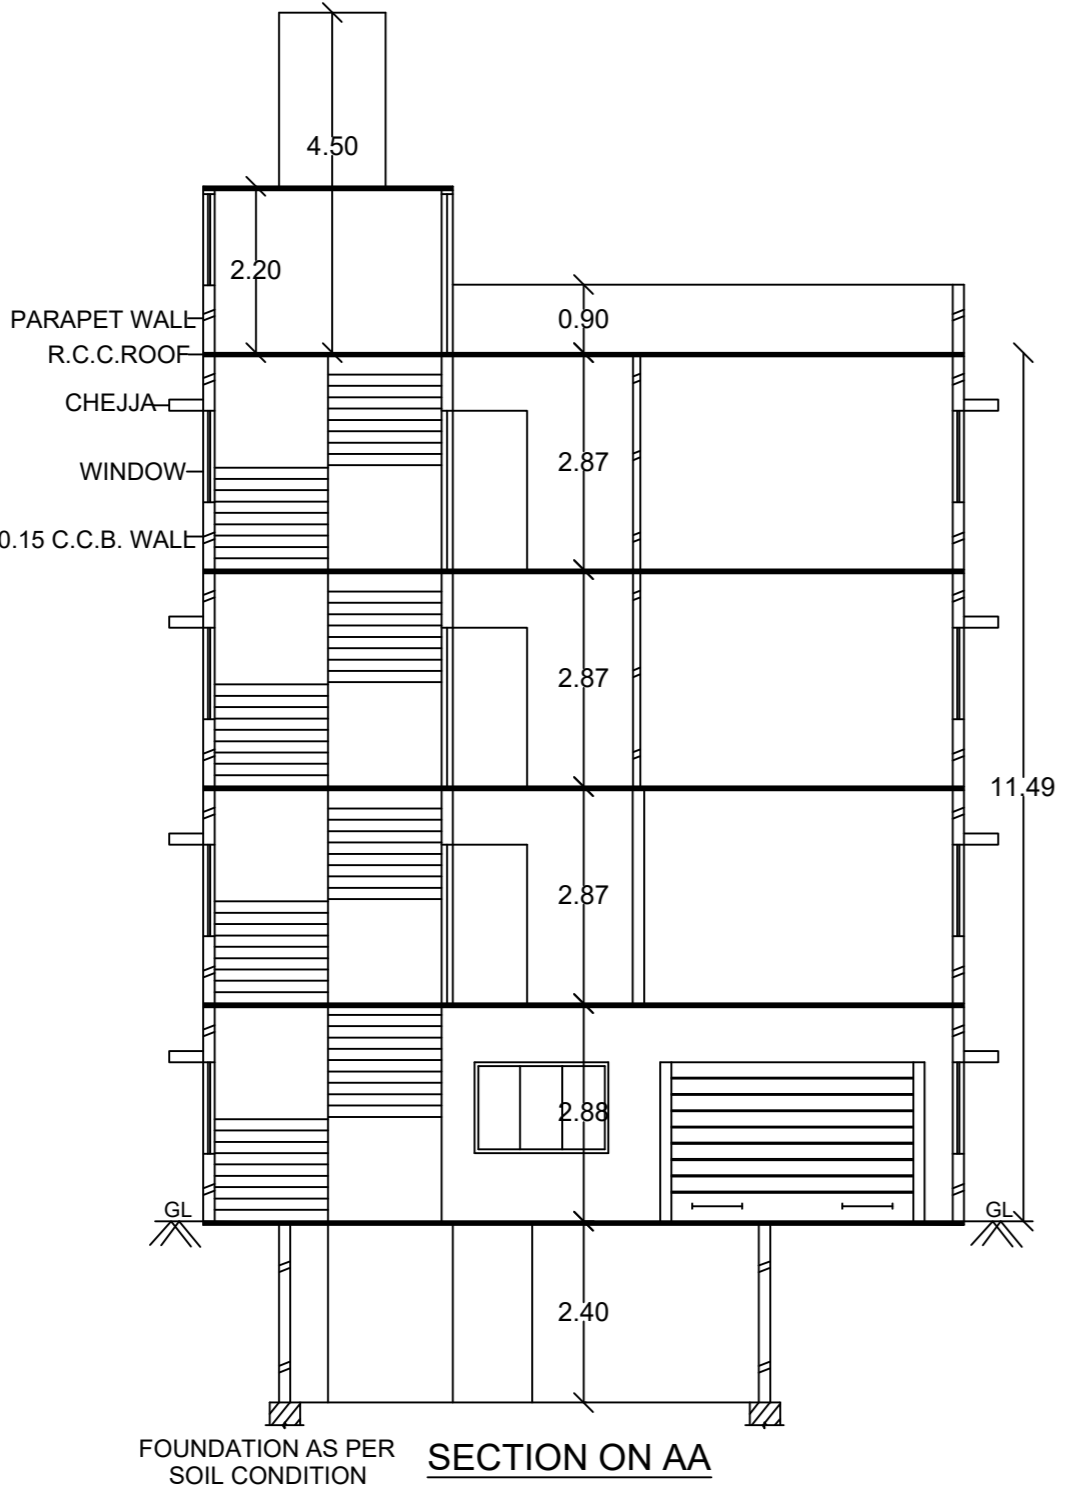 4.50
2.20
PARAPET WALL
0.90
R.C.C.ROOF
CHEJJA
WINDOW
2.87
0.15 C.C.B. WALL
2.87
11.49
2.87
2.88
GL
GL
2.40
FOUNDATION AS PER
SOIL CONDITION
SECTION ON AA